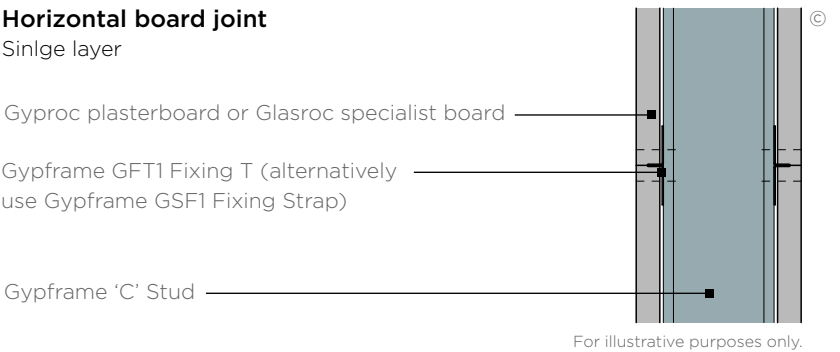 Horizontal board joint
Sinlge layer
©
Gyproc plasterboard or Glasroc specialist board
Gypframe GFT1 Fixing T (alternatively
use Gypframe GSF1 Fixing Strap)
Gypframe ‘C’ Stud
For illustrative purposes only.